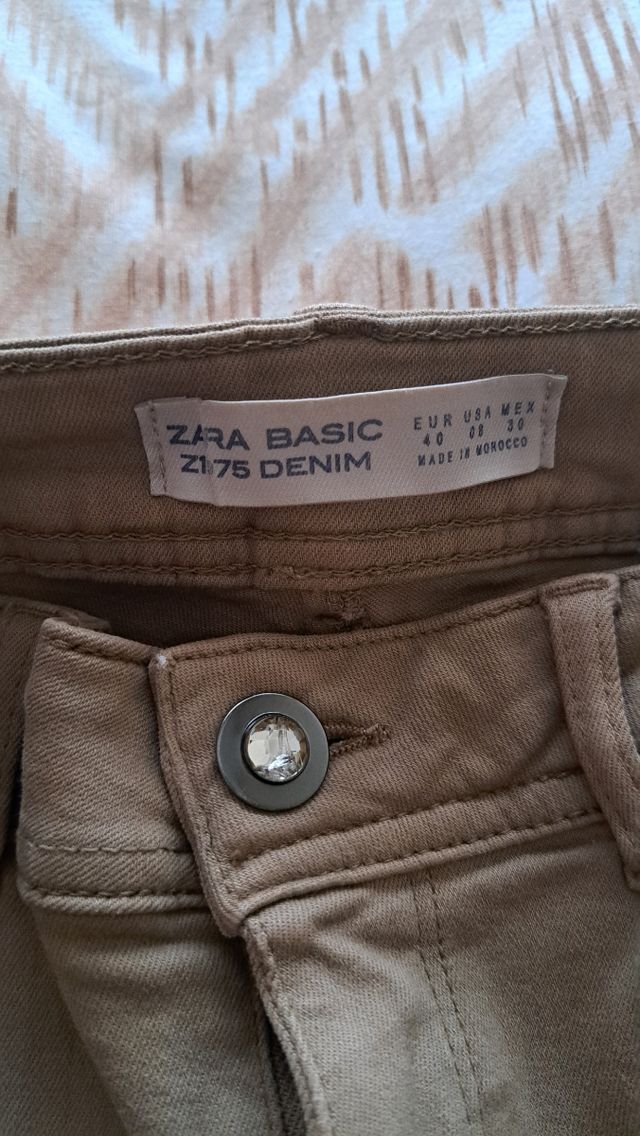 ZARA BASIC
Z1975 DENIM
EUR USA MEX
40 08 30
MADE IN MOROCCO